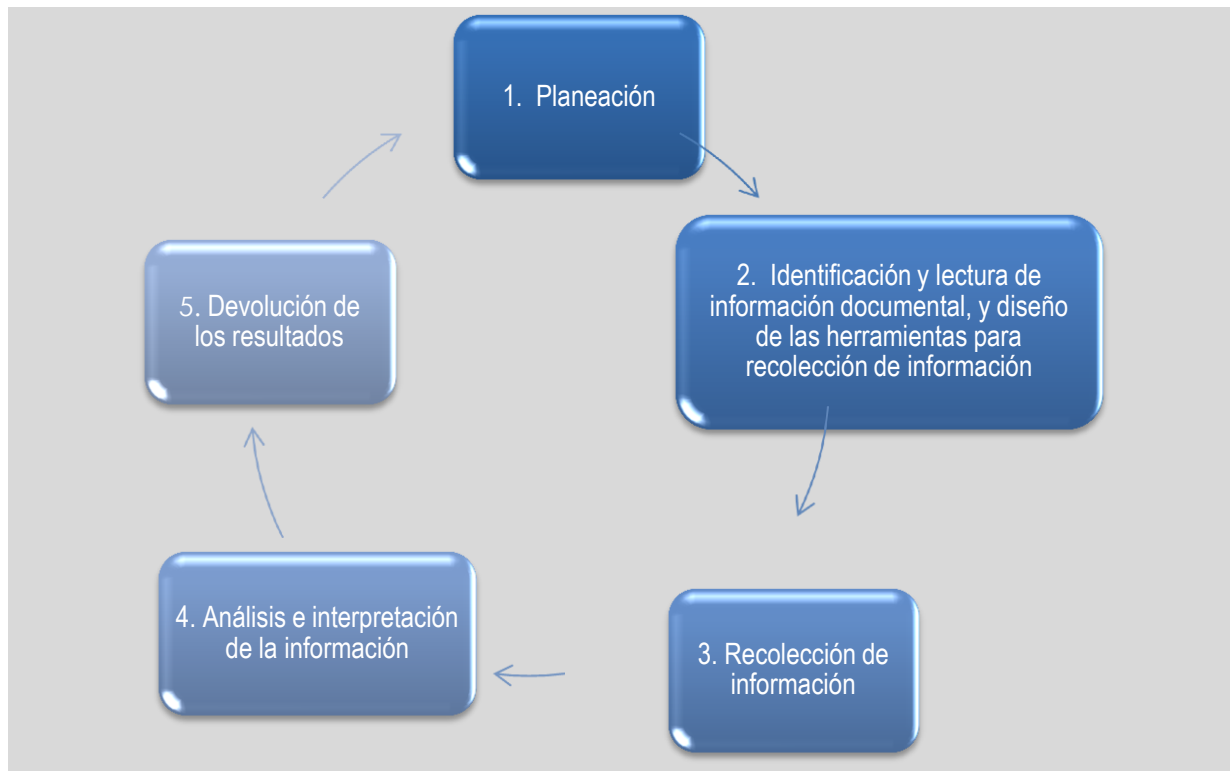 1. Planeación
2. Identificación y lectura de
información documental, y diseño
de las herramientas para
recolección de información
3. Recolección de
información
4. Análisis e interpretación
de la información
5. Devolución de
los resultados